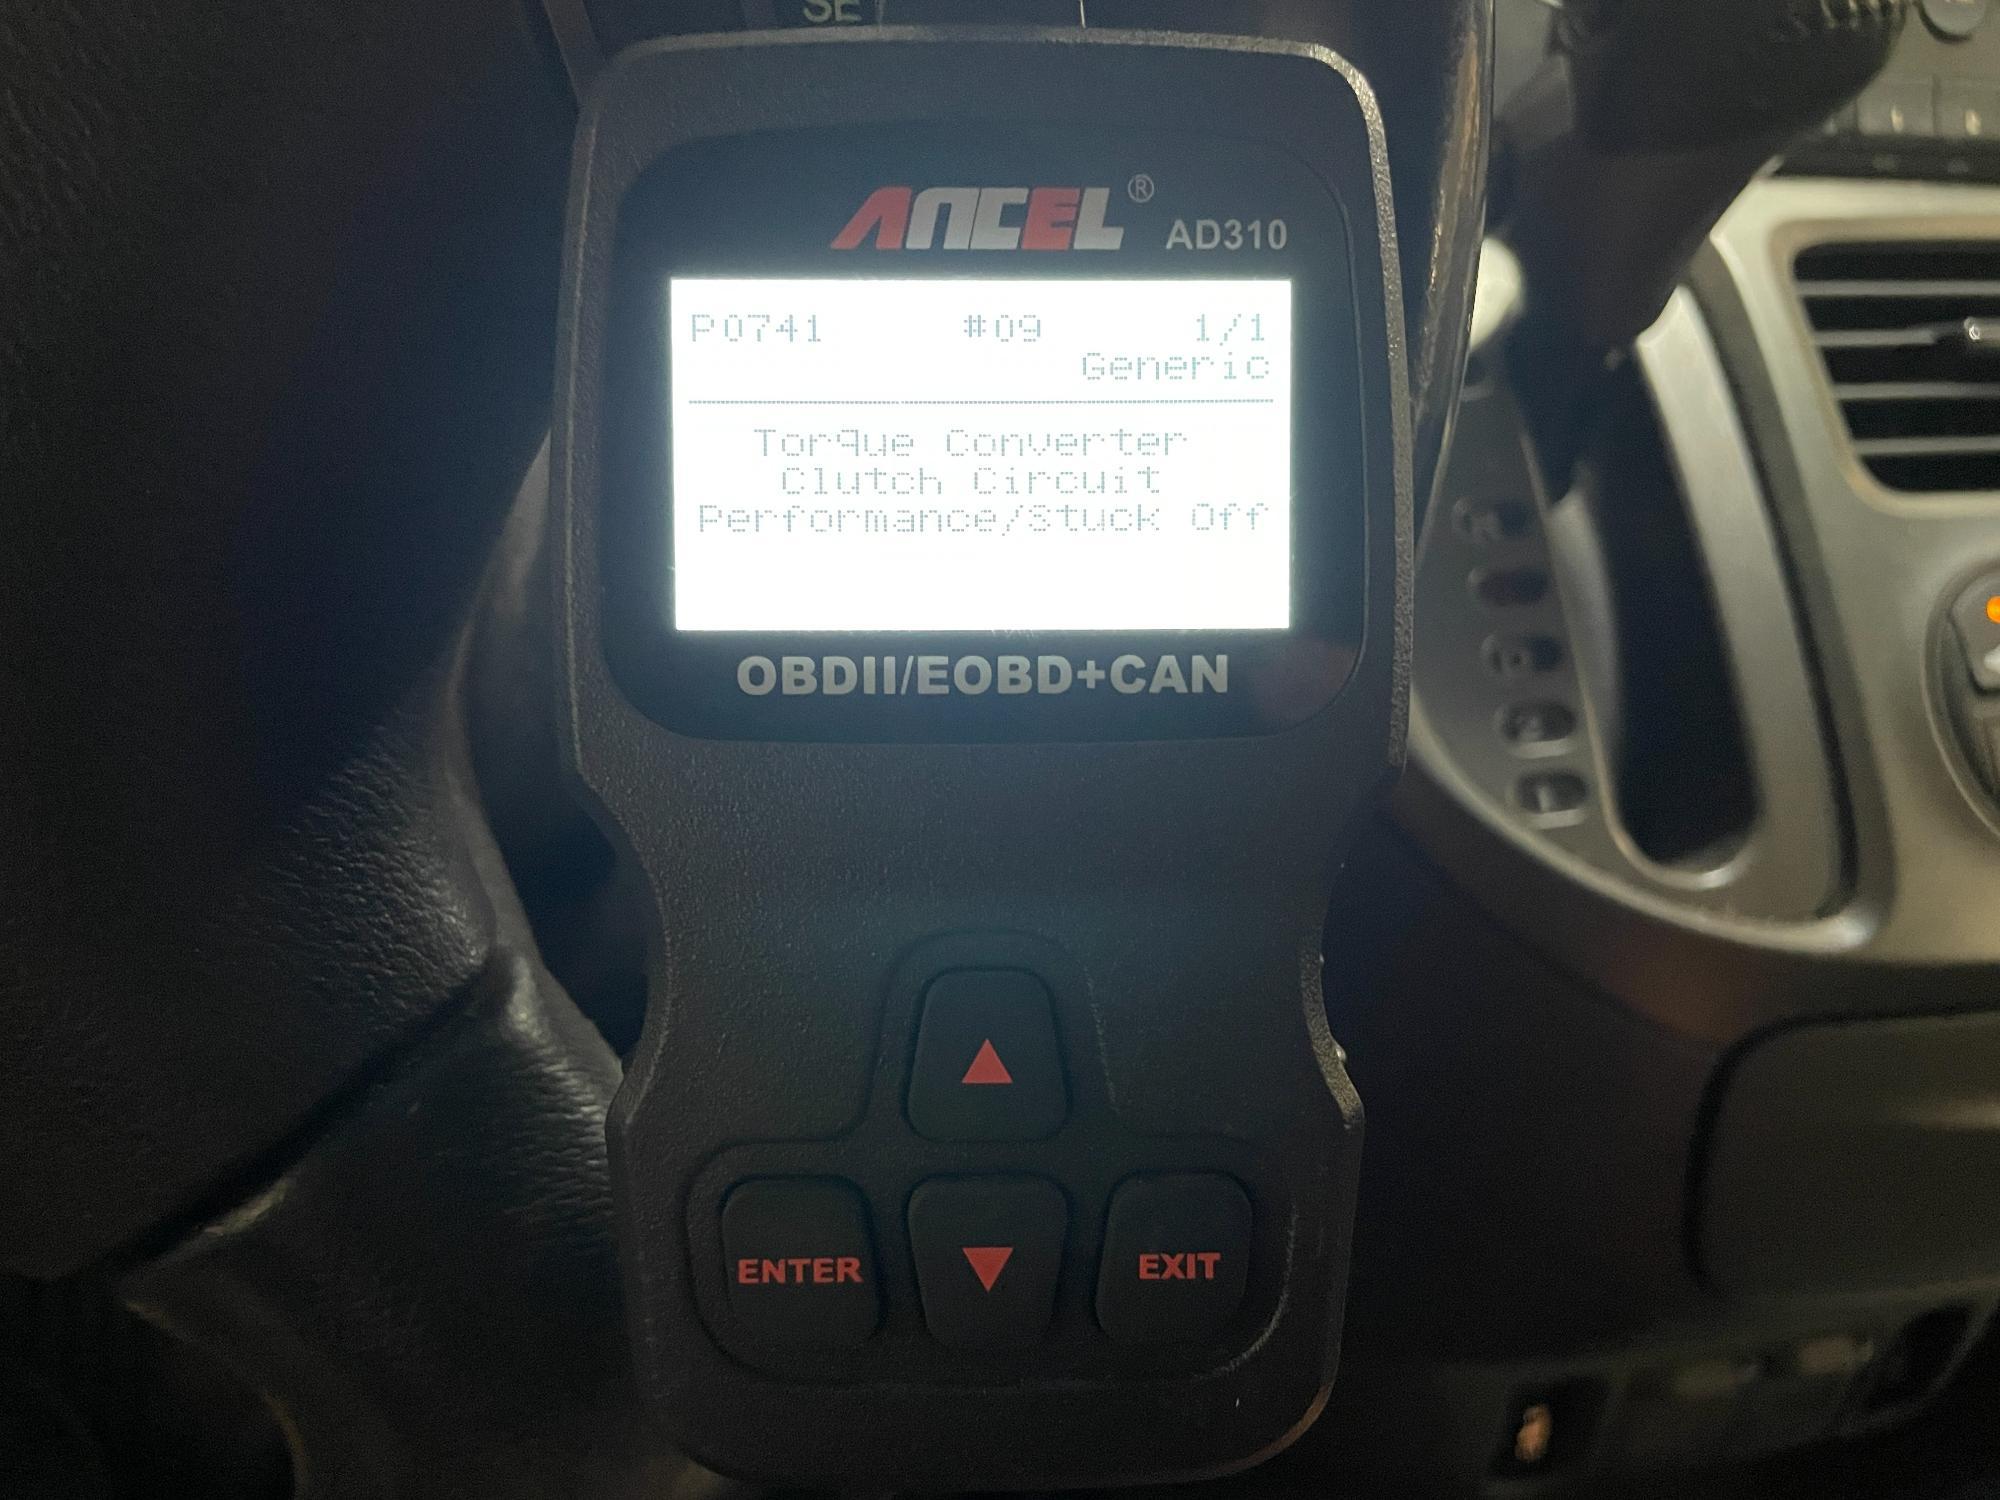 SE
ANCEL®
AD310
P0741 #09 1/1
Generic
Torque Converter
Clutch Circuit
Performance/Stuck Off
OBDII/EOBD+CAN
ENTER
EXIT